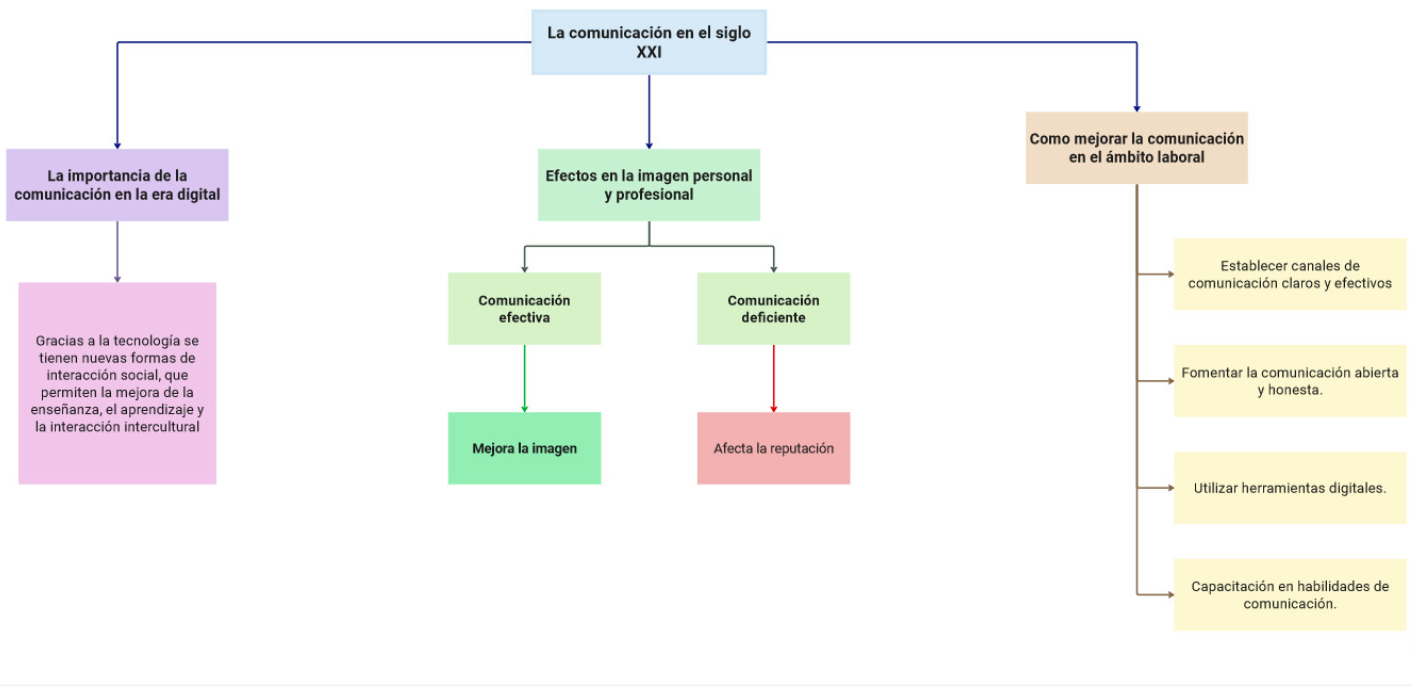 La comunicación en el siglo
XXI
La importancia de la
comunicación en la era digital
Gracias a la tecnología se
tienen nuevas formas de
interacción social, que
permiten la mejora de la
enseñanza, el aprendizaje y
la interacción intercultural
Efectos en la imagen personal
y profesional
Comunicación
efectiva
Mejora la imagen
Comunicación
deficiente
Afecta la reputación
Como mejorar la comunicación
en el ámbito laboral
Establecer canales de
comunicación claros y efectivos
Fomentar la comunicación abierta
y honesta.
Utilizar herramientas digitales.
Capacitación en habilidades de
comunicación.